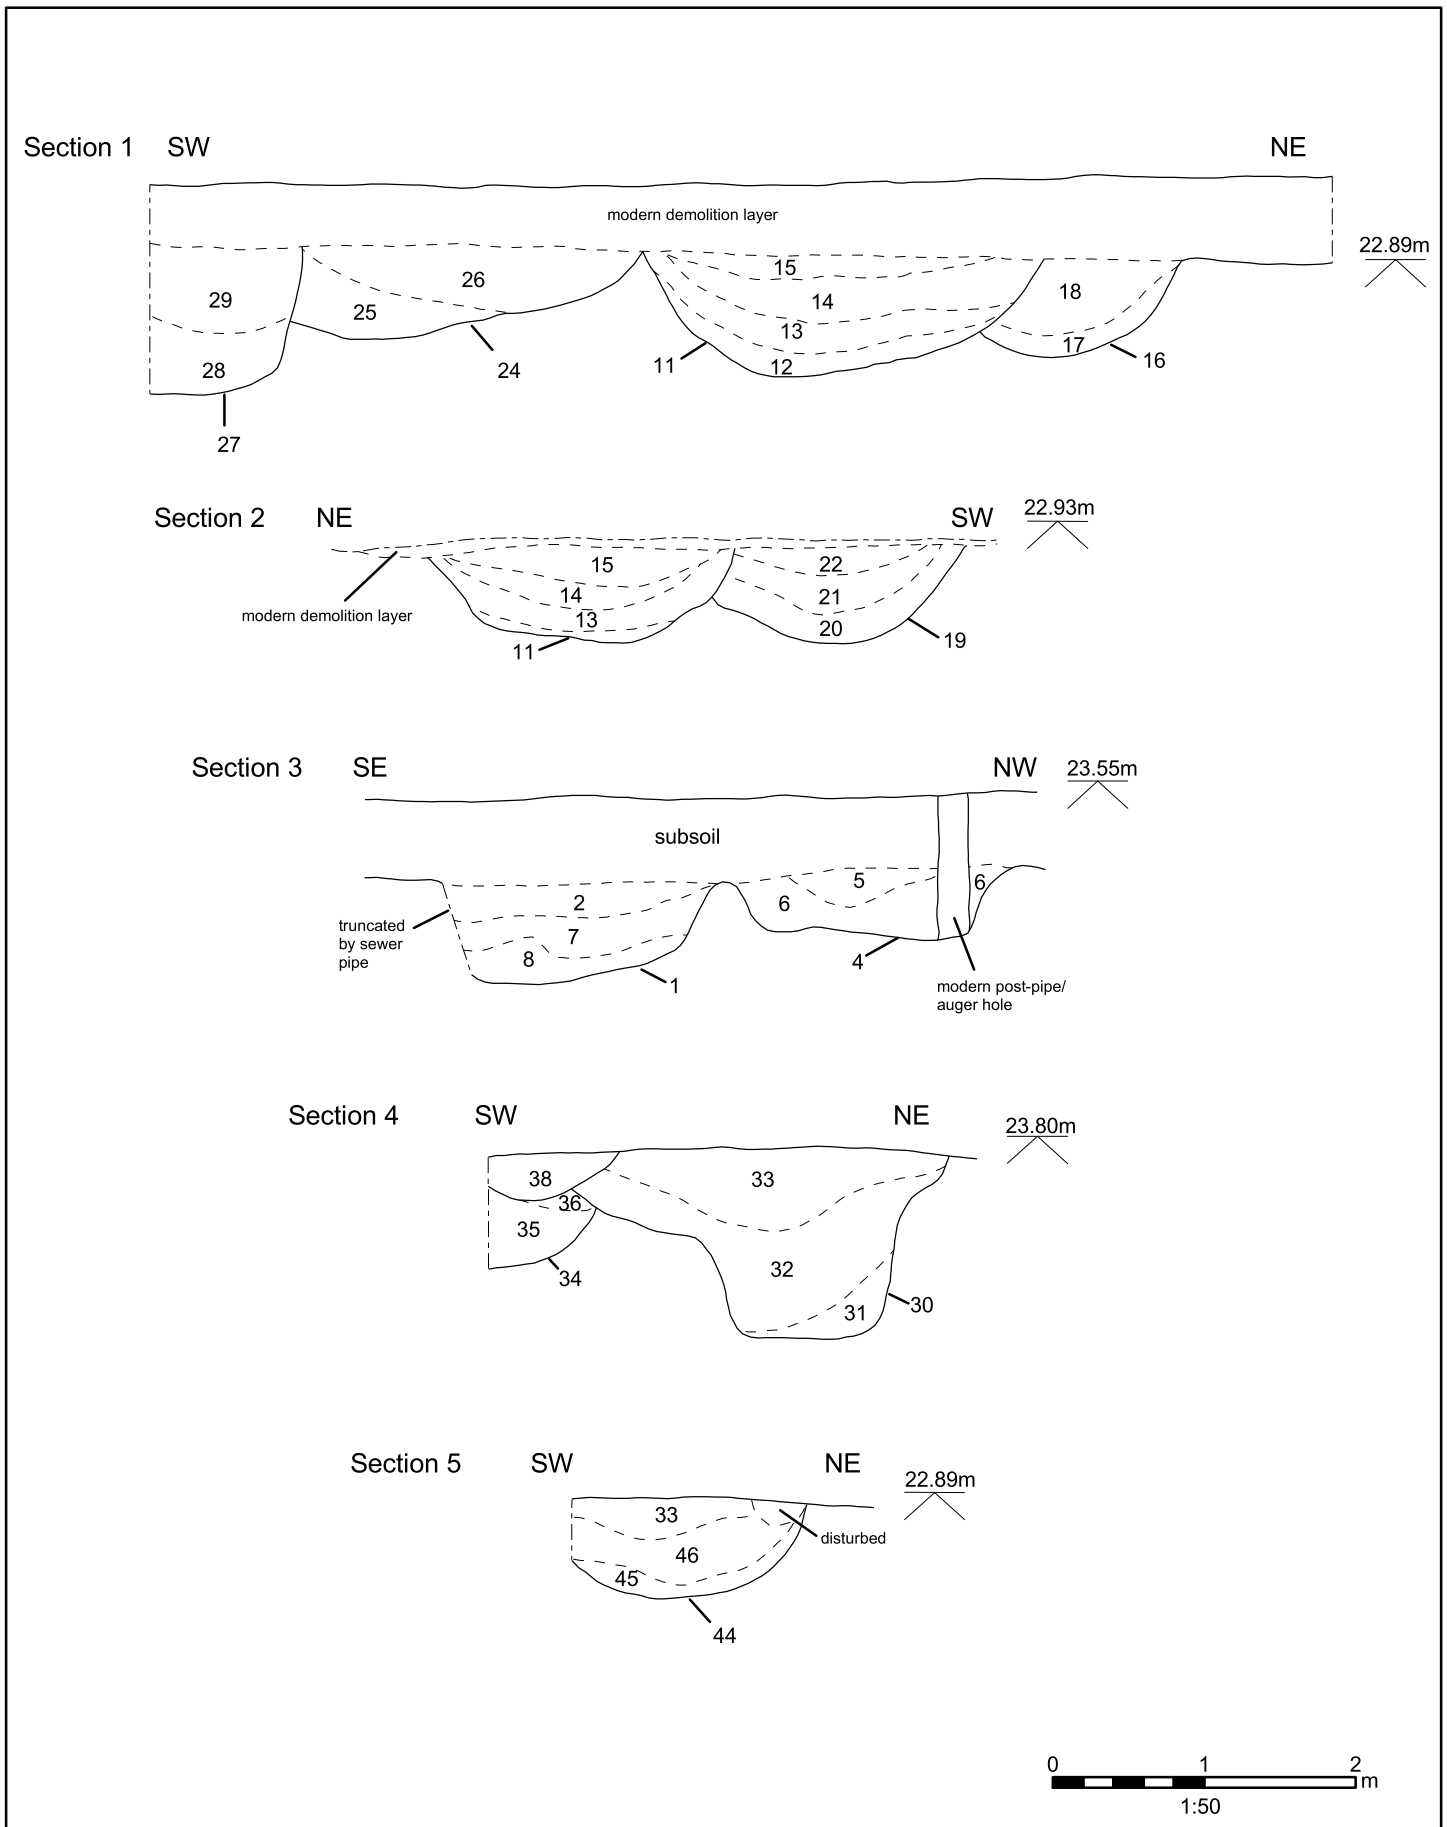 Section 1 SW NE
modern demolition layer
22.89m
15
26
29
18
14
25
13
17
11
12
16
28
24
27
Section 2 NE SW 22.93m
15
22
14
21
modern demolition layer
13
20
11
19
Section 3 SE NW 23.55m
subsoil
5
6
2
6
truncated
by sewer
pipe
7
8
4
1
modern post-pipe/
auger hole
Section 4 SW NE 23.80m
38
33
36
35
32
34
31
30
Section 5 SW NE
22.89m
33
disturbed
46
45
44
0 1 2
m
1:50